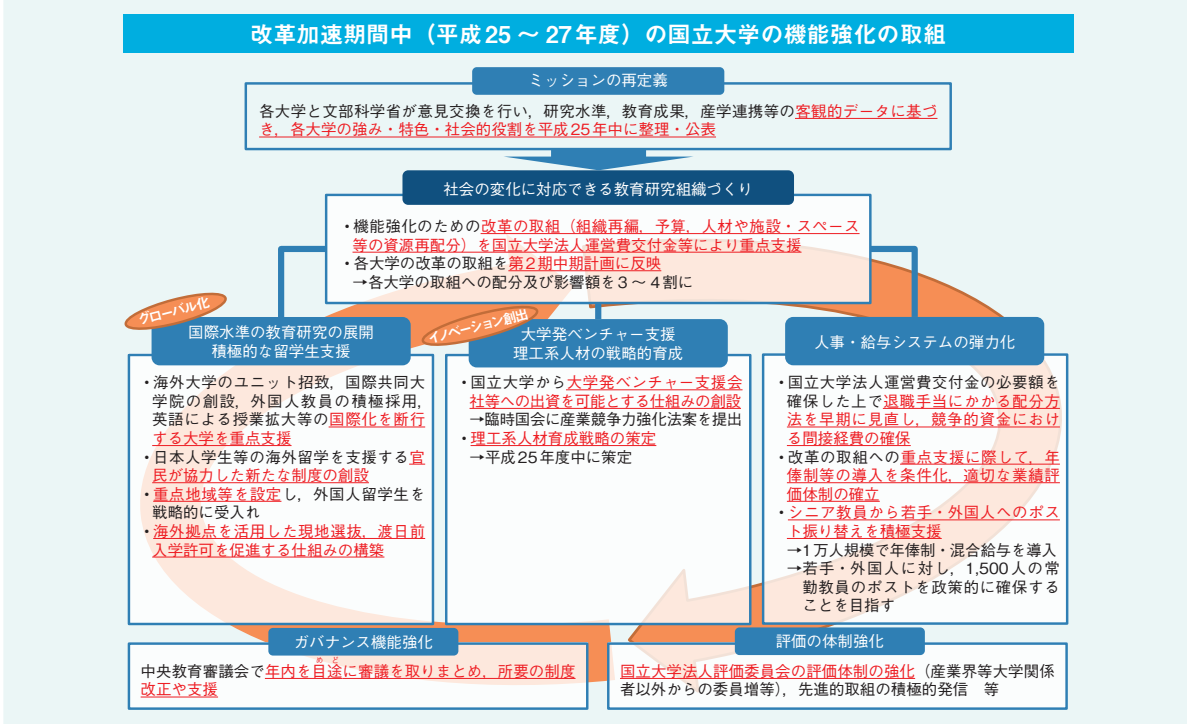 改革加速期間中（平成25～27年度）の国立大学の機能強化の取組
ミッションの再定義
各大学と文部科学省が意見交換を行い，研究水準，教育成果，産学連携等の客観的データに基づ
き，各大学の強み・特色・社会的役割を平成25年中に整理・公表
社会の変化に対応できる教育研究組織づくり
・機能強化のための改革の取組（組織再編，予算，人材や施設・スペース
等の資源再配分）を国立大学法人運営費交付金等により重点支援
・各大学の改革の取組を第2期中期計画に反映
→各大学の取組への配分及び影響額を3～4割に
グローバル化
国際水準の教育研究の展開
積極的な留学生支援
・海外大学のユニット招致，国際共同大
学院の創設，外国人教員の積極採用，
英語による授業拡大等の国際化を断行
する大学を重点支援
・日本人学生等の海外留学を支援する官
民が協力した新たな制度の創設
・重点地域等を設定し，外国人留学生を
戦略的に受入れ
・海外拠点を活用した現地選抜，渡日前
入学許可を促進する仕組みの構築
イノベーション創出
大学発ベンチャー支援
理工系人材の戦略的育成
・国立大学から大学発ベンチャー支援会
社等への出資を可能とする仕組みの創設
→臨時国会に産業競争力強化法案を提出
・理工系人材育成戦略の策定
→平成25年度中に策定
人事・給与システムの弾力化
・国立大学法人運営費交付金の必要額を
確保した上で退職手当にかかる配分方
法を早期に見直し，競争的資金におけ
る間接経費の確保
・改革の取組への重点支援に際して，年
俸制等の導入を条件化，適切な業績評
価体制の確立
・シニア教員から若手・外国人へのポス
ト振り替えを積極支援
→1万人規模で年俸制・混合給与を導入
→若手・外国人に対し，1,500人の常
勤教員のポストを政策的に確保する
ことを目指す
ガバナンス機能強化
めど
中央教育審議会で年内を目途に審議を取りまとめ，所要の制度
改正や支援
評価の体制強化
国立大学法人評価委員会の評価体制の強化（産業界等大学関係
者以外からの委員増等），先進的取組の積極的発信　等